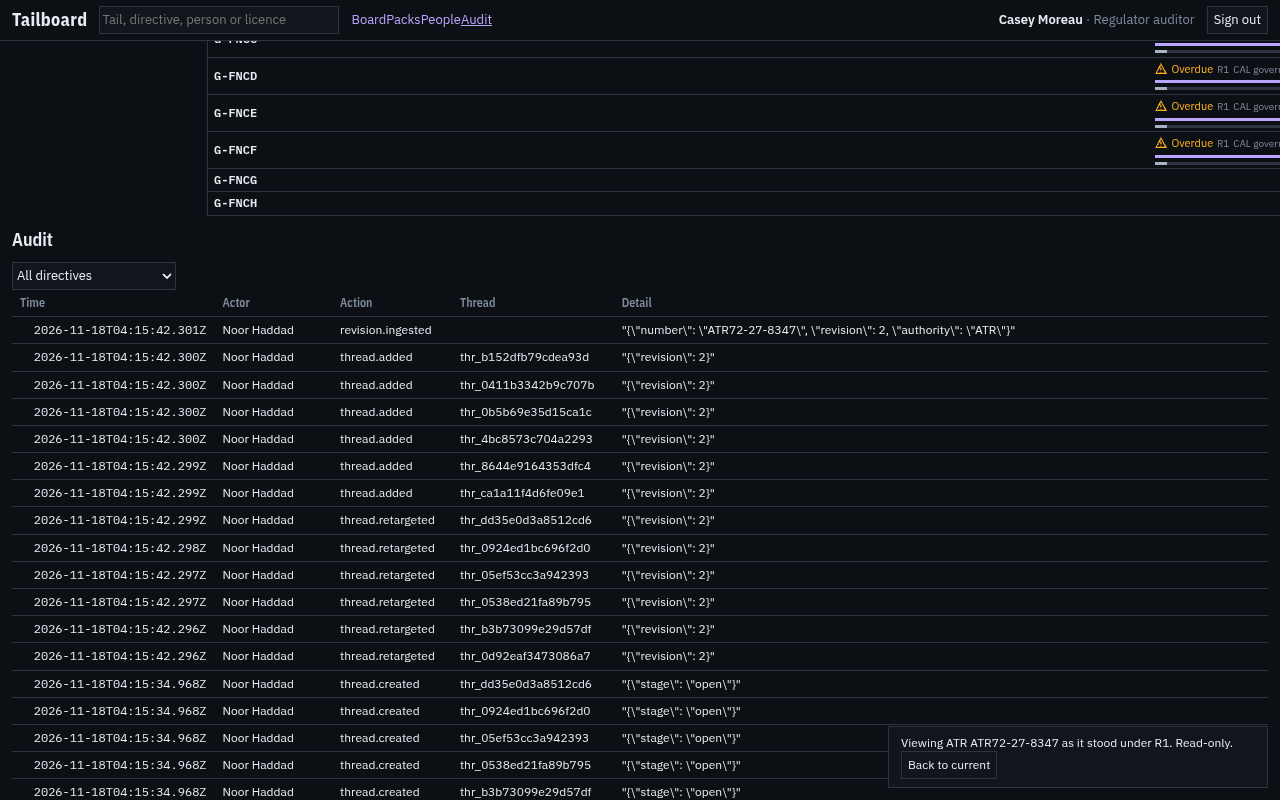 Tailboard Tail, directive, person or licence BoardPacksPeopleAudit Casey Moreau · Regulator auditor Sign out
G-FNCD Overdue R1 CAL
G-FNCE Overdue R1 CAL
G-FNCF Overdue R1 CAL
G-FNCG
G-FNCH
Audit
All directives
Time Actor Action Thread Detail
2026-11-18T04:15:42.301Z Noor Haddad revision.ingested "{\"number\": \"ATR72-27-8347\", \"revision\": 2, \"authority\": \"ATR\"}"
2026-11-18T04:15:42.300Z Noor Haddad thread.added thr_b152dfb79cdea93d "{\"revision\": 2}"
2026-11-18T04:15:42.300Z Noor Haddad thread.added thr_0411b3342b9c707b "{\"revision\": 2}"
2026-11-18T04:15:42.300Z Noor Haddad thread.added thr_0b5b69e35d15ca1c "{\"revision\": 2}"
2026-11-18T04:15:42.300Z Noor Haddad thread.added thr_4bc8573c704a2293 "{\"revision\": 2}"
2026-11-18T04:15:42.299Z Noor Haddad thread.added thr_8644e9164353dfc4 "{\"revision\": 2}"
2026-11-18T04:15:42.299Z Noor Haddad thread.added thr_ca1a11f4d6fe09e1 "{\"revision\": 2}"
2026-11-18T04:15:42.299Z Noor Haddad thread.retargeted thr_dd35e0d3a8512cd6 "{\"revision\": 2}"
2026-11-18T04:15:42.298Z Noor Haddad thread.retargeted thr_0924ed1bc696f2d0 "{\"revision\": 2}"
2026-11-18T04:15:42.297Z Noor Haddad thread.retargeted thr_05ef53cc3a942393 "{\"revision\": 2}"
2026-11-18T04:15:42.297Z Noor Haddad thread.retargeted thr_0538ed21fa89b795 "{\"revision\": 2}"
2026-11-18T04:15:42.296Z Noor Haddad thread.retargeted thr_b3b73099e29d57df "{\"revision\": 2}"
2026-11-18T04:15:42.296Z Noor Haddad thread.retargeted thr_0d92eaf3473086a7 "{\"revision\": 2}"
2026-11-18T04:15:34.968Z Noor Haddad thread.created thr_dd35e0d3a8512cd6 "{\"stage\": \"open\"}"
2026-11-18T04:15:34.968Z Noor Haddad thread.created thr_0924ed1bc696f2d0 "{\"stage\": \"open\"}"
2026-11-18T04:15:34.968Z Noor Haddad thread.created thr_05ef53cc3a942393 "{\"stage\": \"open\"}"
2026-11-18T04:15:34.968Z Noor Haddad thread.created thr_0538ed21fa89b795 "{\"stage\": \"open\"}"
2026-11-18T04:15:34.968Z Noor Haddad thread.created thr_b3b73099e29d57df "{\"stage\": \"open\"}"
Viewing ATR ATR72-27-8347 as it stood under R1. Read-only.
Back to current